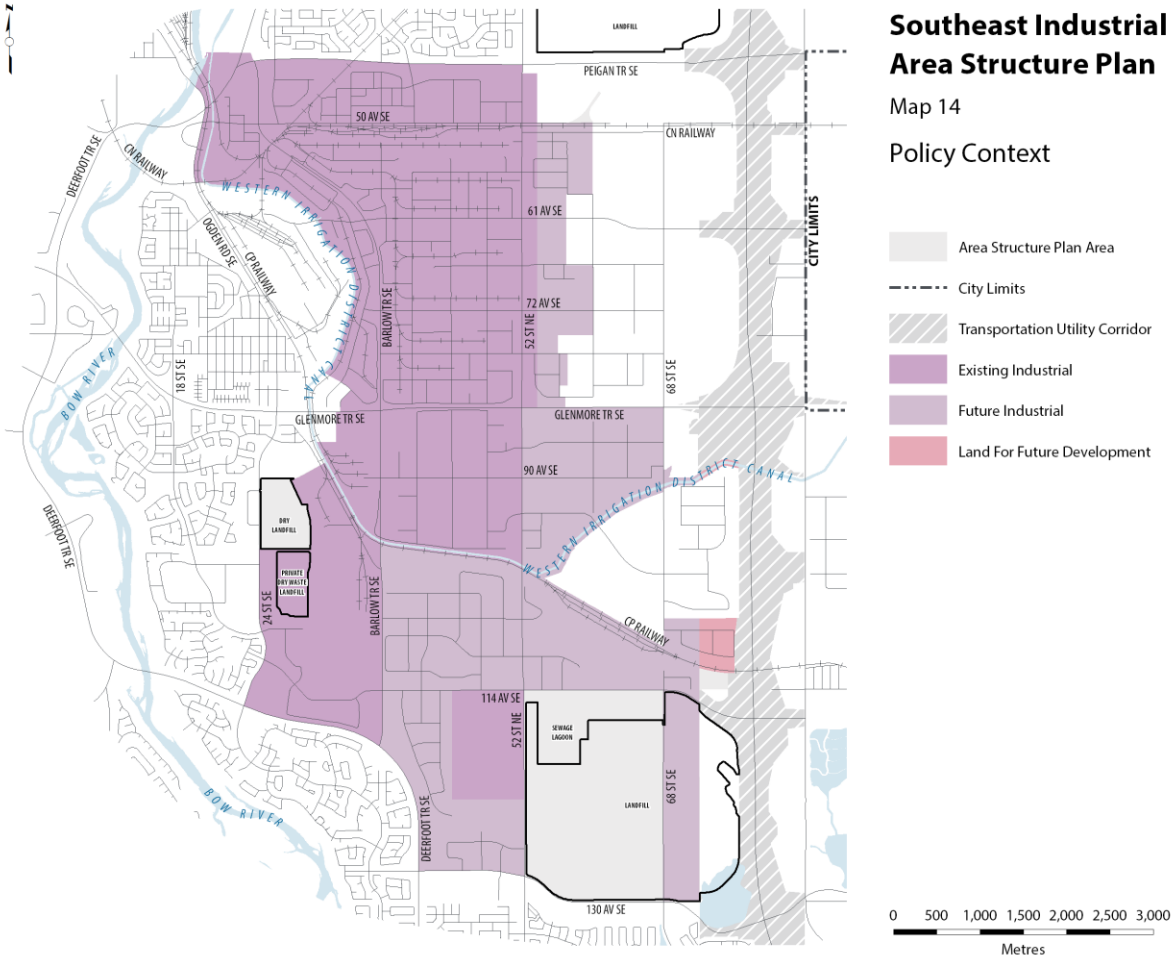 N
Southeast Industrial
Area Structure Plan
Map 14
Policy Context
Area Structure Plan Area
City Limits
Transportation Utility Corridor
Existing Industrial
Future Industrial
Land For Future Development
0 500 1,000 1,500 2,000 2,500 3,000
Metres
LANDFILL
PEIGAN TR SE
50 AV SE
CN RAILWAY
DEERFOOT TR SE
CN RAILWAY
WESTERN IRRIGATION DISTRICT CANAL
61 AV SE
OGDEN RD SE
CP RAILWAY
CITY LIMITS
72 AV SE
BARLOW TR SE
52 ST NE
18 ST SE
68 ST SE
BOW RIVER
GLENMORE TR SE
GLENMORE TR SE
90 AV SE
WESTERN IRRIGATION DISTRICT CANAL
DEERFOOT TR SE
DRY
LANDFILL
PRIVATE
DRY WASTE
LANDFILL
24 ST SE
BARLOW TR SE
CP RAILWAY
114 AV SE
52 ST NE
SEWAGE
LAGOON
LANDFILL
68 ST SE
BOW RIVER
DEERFOOT TR SE
130 AV SE